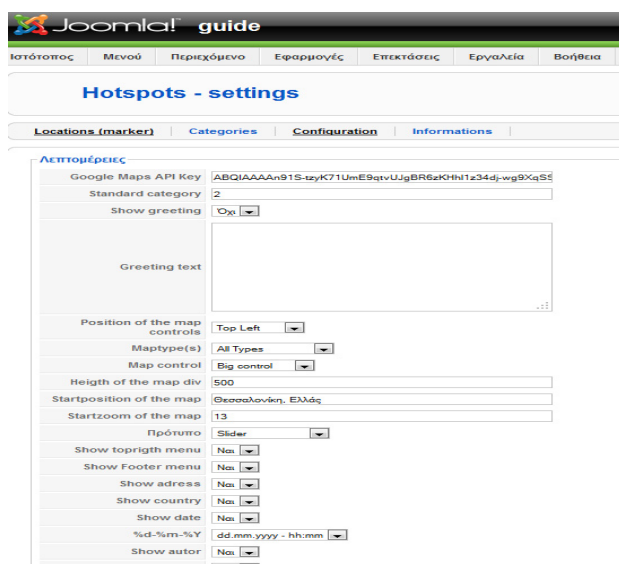 Joomla! guide
Ιστότοπος Μενού Περιεχόμενο Εφαρμογές Επεκτάσεις Εργαλεία Βοήθεια
Hotspots - settings
Locations (marker) Categories Configuration Informations
Λεπτομέρειες
Google Maps API Key
Standard category 2
Show greeting Όχι
Greeting text
Position of the map controls Top Left
Maptype(s) All Types
Map control Big control
Heigth of the map div 500
Startposition of the map Θεσσαλονίκη, Ελλάς
Startzoom of the map 13
Πρότυπο Slider
Show toprigth menu Ναι
Show Footer menu Ναι
Show adress Ναι
Show country Ναι
Show date Ναι
%d-%m-%Y dd.mm.yyyy - hh:mm
Show autor Ναι